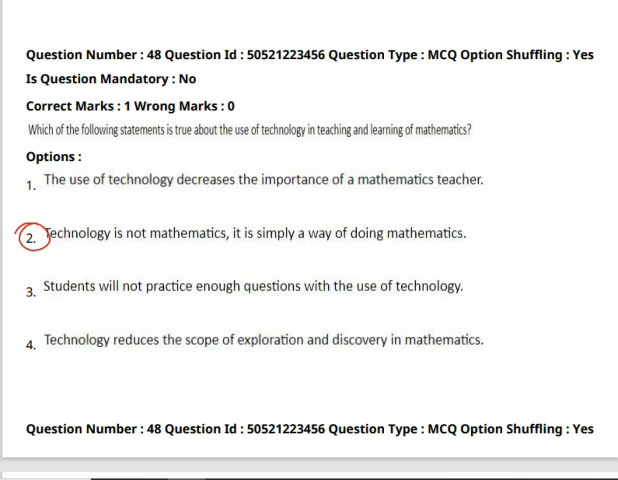 Question Number : 48 Question Id : 50521223456 Question Type : MCQ Option Shuffling : Yes
Is Question Mandatory : No
Correct Marks : 1 Wrong Marks : 0
Which of the following statements is true about the use of technology in teaching and learning of mathematics?
Options :
1. The use of technology decreases the importance of a mathematics teacher.
2. Technology is not mathematics, it is simply a way of doing mathematics.
3. Students will not practice enough questions with the use of technology.
4. Technology reduces the scope of exploration and discovery in mathematics.
Question Number : 48 Question Id : 50521223456 Question Type : MCQ Option Shuffling : Yes